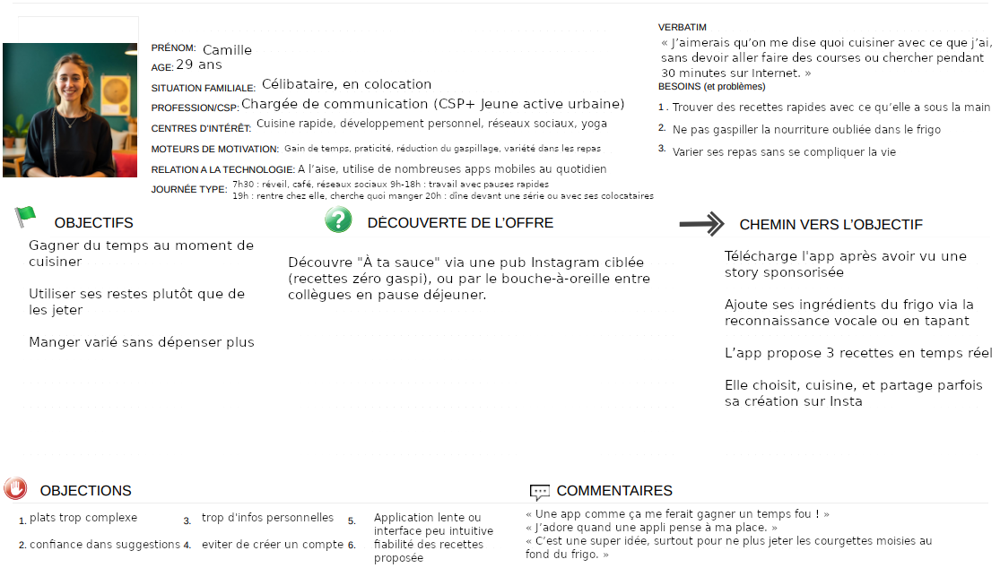 PRÉNOM: Camille
AGE: 29 ans
SITUATION FAMILIALE: Célibataire, en colocation
PROFESSION/CSP: Chargée de communication (CSP+ Jeune active urbaine)
CENTRES D'INTÉRÊT: Cuisine rapide, développement personnel, réseaux sociaux, yoga
MOTEURS DE MOTIVATION: Gain de temps, praticité, réduction du gaspillage, variété dans les repas
RELATION A LA TECHNOLOGIE: A l’aise, utilise de nombreuses apps mobiles au quotidien
JOURNÉE TYPE: 7h30 : réveil, café, réseaux sociaux 9h-18h : travail avec pauses rapides
19h : rentre chez elle, cherche quoi manger 20h : dîne devant une série ou avec ses colocataires
VERBATIM
« J’aimerais qu’on me dise quoi cuisiner avec ce que j’ai,
sans devoir aller faire des courses ou chercher pendant
30 minutes sur Internet. »
BESOINS (et problèmes)
1 . Trouver des recettes rapides avec ce qu’elle a sous la main
2. Ne pas gaspiller la nourriture oubliée dans le frigo
3. Varier ses repas sans se compliquer la vie
OBJECTIFS
Gagner du temps au moment de
cuisiner
Utiliser ses restes plutôt que de
les jeter
Manger varié sans dépenser plus
DÉCOUVERTE DE L’OFFRE
Découvre "À ta sauce" via une pub Instagram ciblée
(recettes zéro gaspi), ou par le bouche-à-oreille entre
collègues en pause déjeuner.
CHEMIN VERS L’OBJECTIF
Télécharge l'app après avoir vu une
story sponsorisée
Ajoute ses ingrédients du frigo via la
reconnaissance vocale ou en tapant
L’app propose 3 recettes en temps réel
Elle choisit, cuisine, et partage parfois
sa création sur Insta
OBJECTIONS
1. plats trop complexe
2. confiance dans suggestions
3. trop d'infos personnelles
4. eviter de créer un compte
5. Application lente ou
interface peu intuitive
6. fiabilité des recettes
proposée
COMMENTAIRES
« Une app comme ça me ferait gagner un temps fou ! »
« J’adore quand une appli pense à ma place. »
« C’est une super idée, surtout pour ne plus jeter les courgettes moisies au
fond du frigo. »